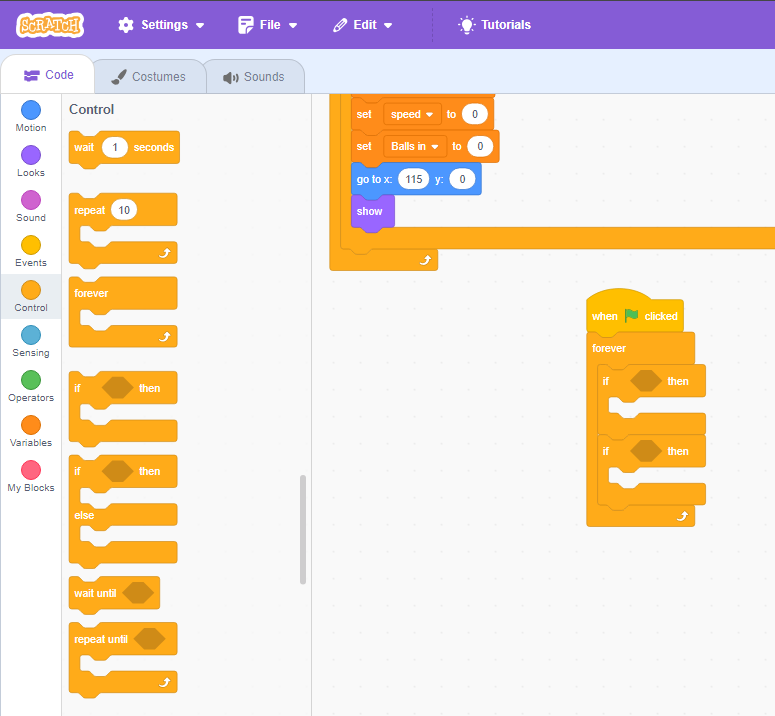 SCRATCH Settings File Edit Tutorials
Code Costumes Sounds
Motion
Looks
Sound
Events
Control
Sensing
Operators
Variables
My Blocks
Control
wait 1 seconds
repeat 10
forever
if then
if then
else
wait until
repeat until
set speed to 0
set Balls in to 0
go to x: 115 y: 0
show
when clicked
forever
if then
if then